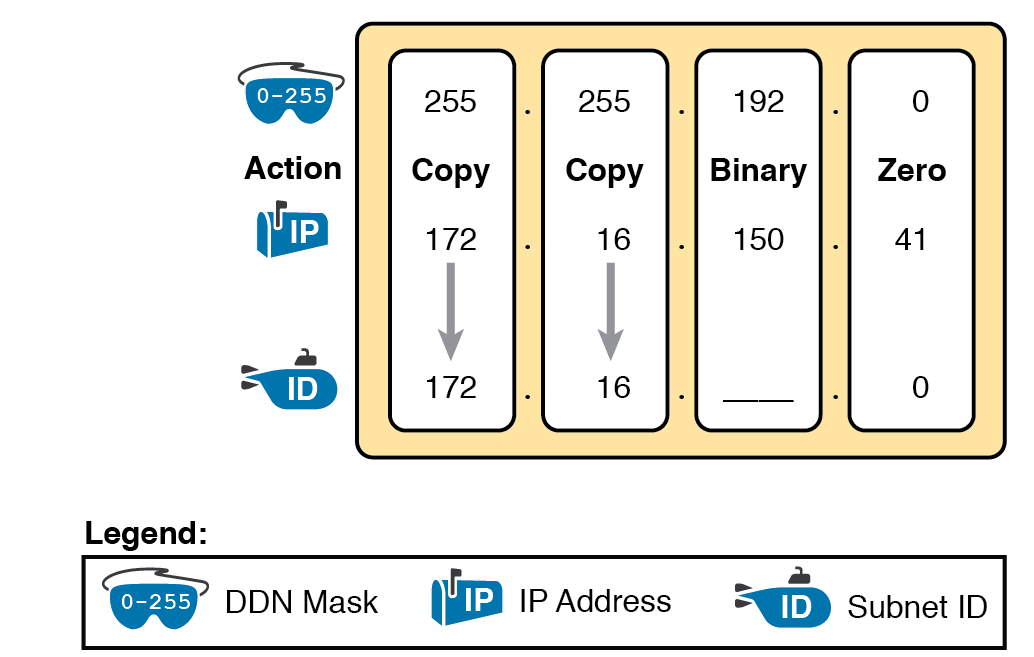 0-255 255 . 255 . 192 . 0
Action Copy Copy Binary Zero
IP 172 . 16 . 150 . 41
ID 172 . 16 . ____ . 0
Legend:
0-255 DDN Mask IP IP Address ID Subnet ID